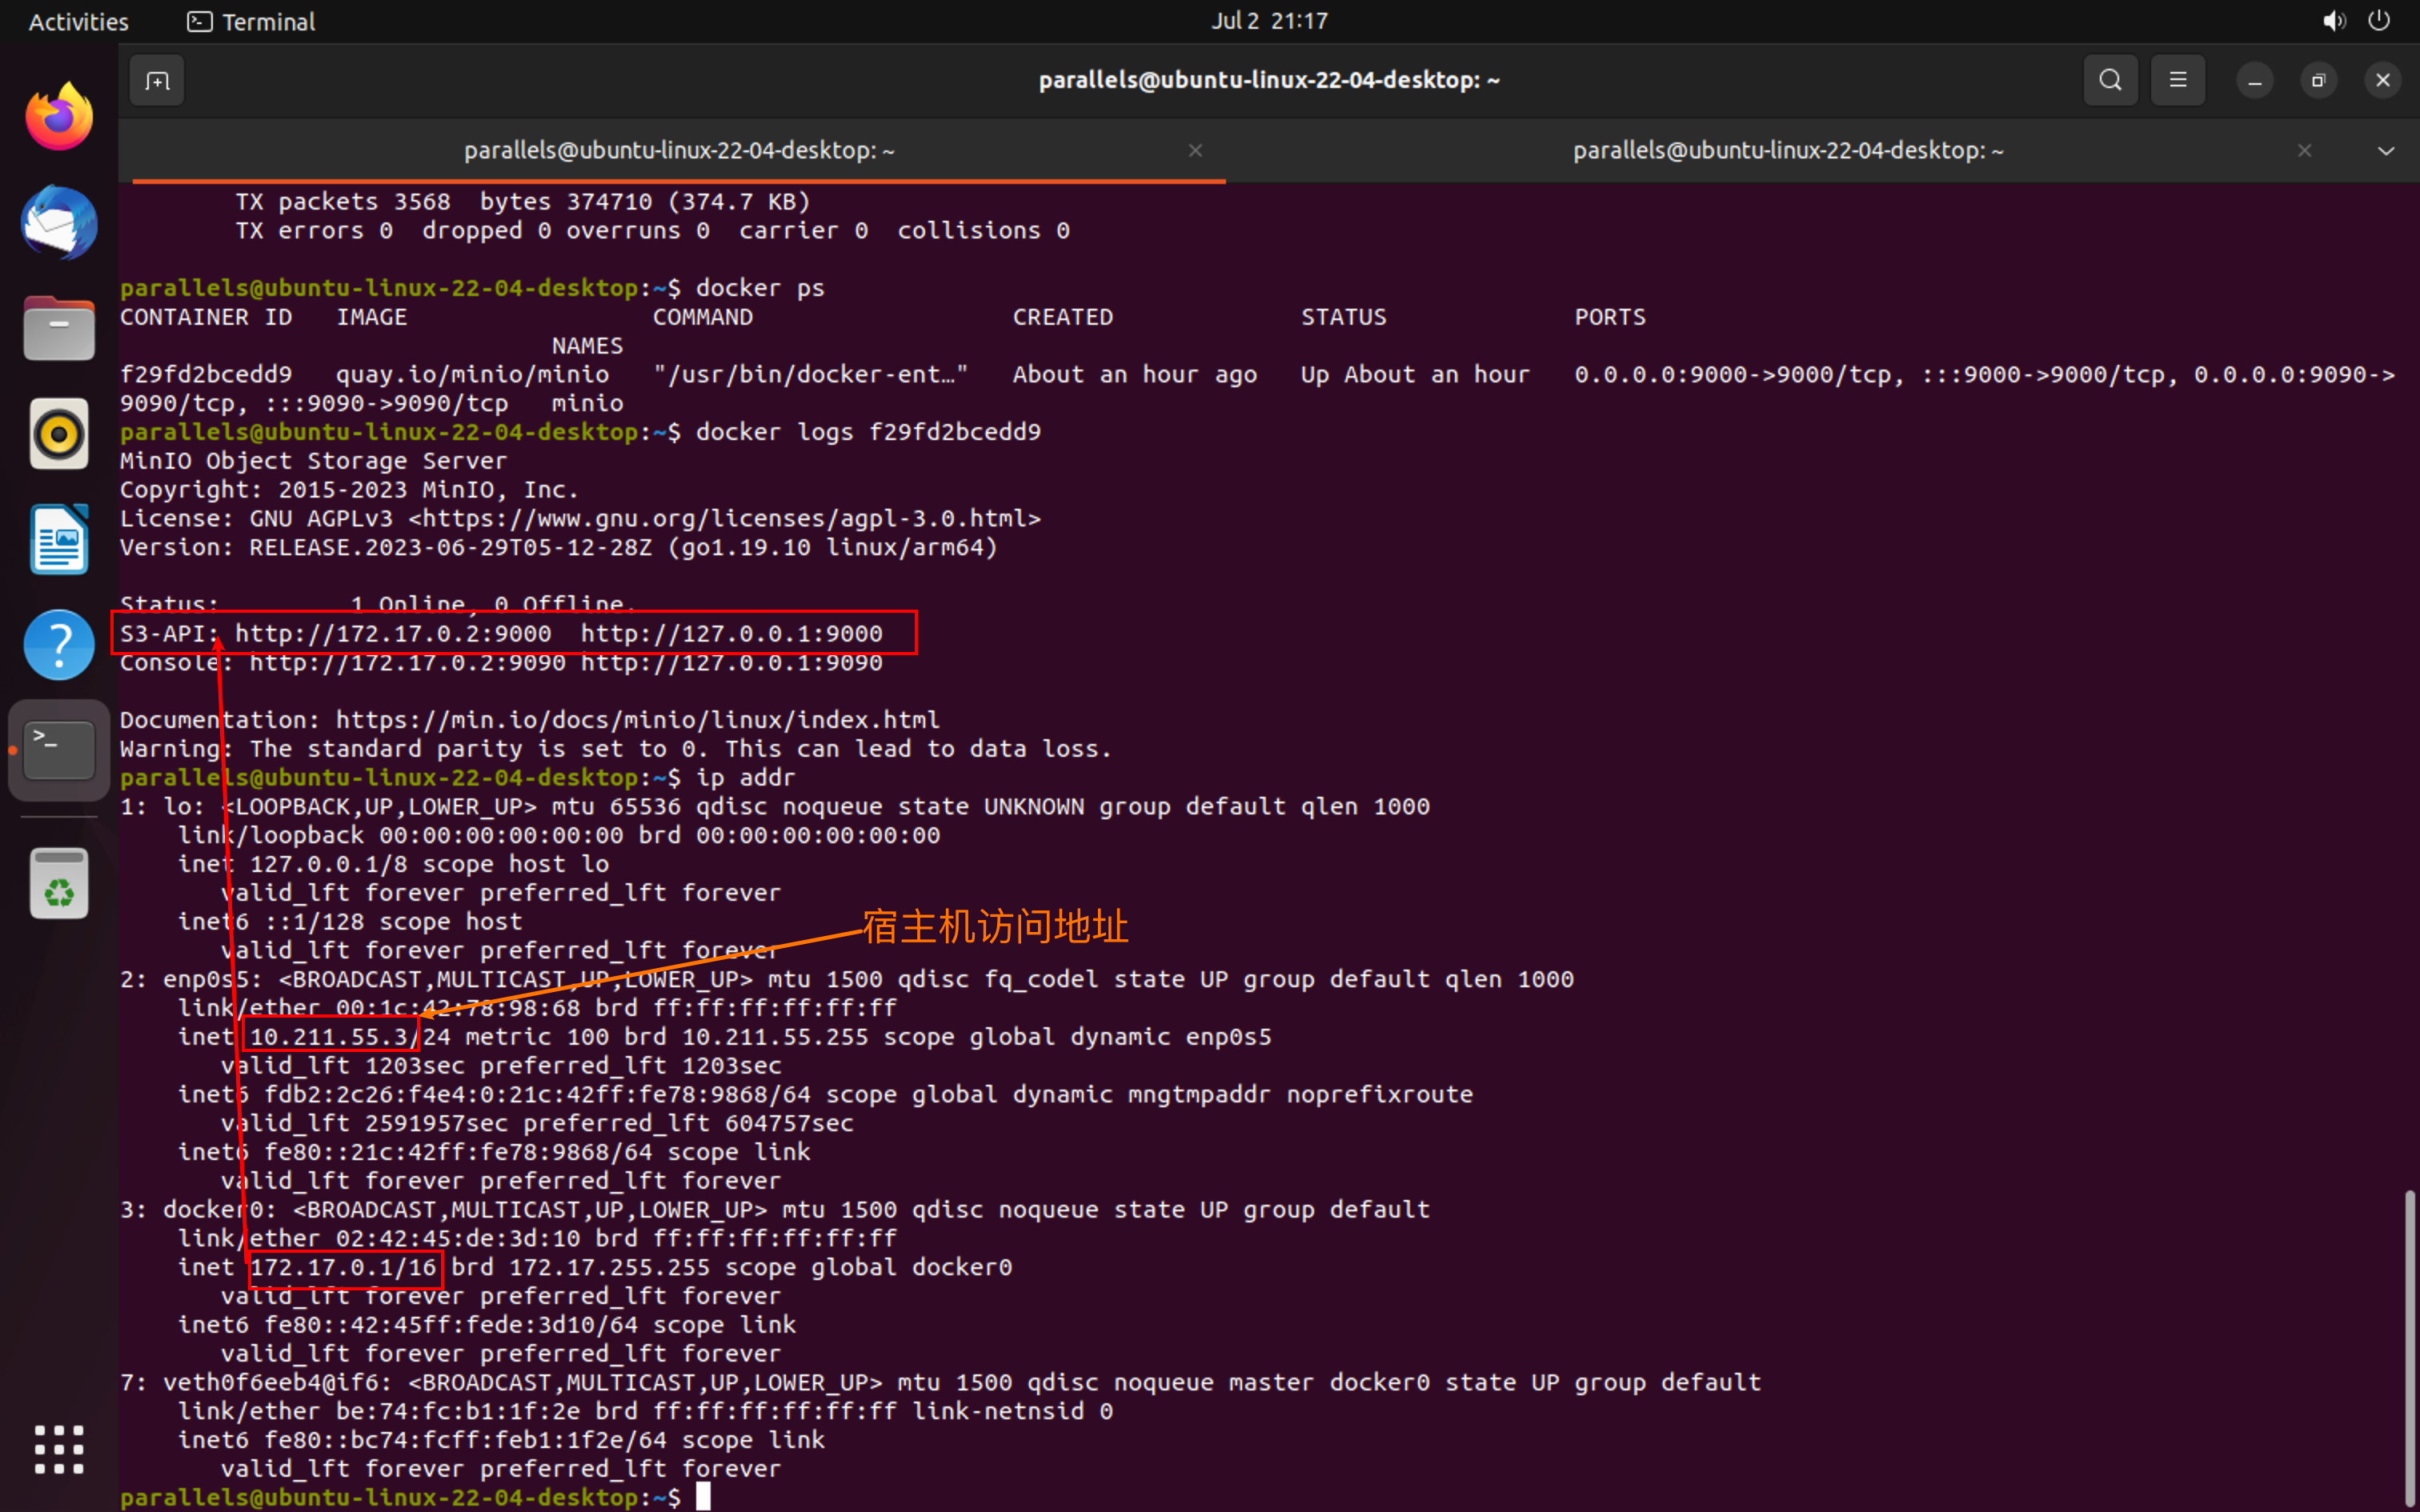 Activities
Terminal
Jul 2 21:17
parallels@ubuntu-linux-22-04-desktop: ~
parallels@ubuntu-linux-22-04-desktop: ~
parallels@ubuntu-linux-22-04-desktop: ~
TX packets 3568  bytes 374710 (374.7 KB)
TX errors 0  dropped 0 overruns 0  carrier 0  collisions 0
parallels@ubuntu-linux-22-04-desktop:~$ docker ps
CONTAINER ID   IMAGE                 COMMAND                  CREATED             STATUS             PORTS
NAMES
f29fd2bcedd9   quay.io/minio/minio   "/usr/bin/docker-ent…"   About an hour ago   Up About an hour   0.0.0.0:9000->9000/tcp, :::9000->9000/tcp, 0.0.0.0:9090->
9090/tcp, :::9090->9090/tcp   minio
parallels@ubuntu-linux-22-04-desktop:~$ docker logs f29fd2bcedd9
MinIO Object Storage Server
Copyright: 2015-2023 MinIO, Inc.
License: GNU AGPLv3 <https://www.gnu.org/licenses/agpl-3.0.html>
Version: RELEASE.2023-06-29T05-12-28Z (go1.19.10 linux/arm64)
Status:         1 Online, 0 Offline.
S3-API: http://172.17.0.2:9000  http://127.0.0.1:9000
Console: http://172.17.0.2:9090 http://127.0.0.1:9090
Documentation: https://min.io/docs/minio/linux/index.html
Warning: The standard parity is set to 0. This can lead to data loss.
parallels@ubuntu-linux-22-04-desktop:~$ ip addr
1: lo: <LOOPBACK,UP,LOWER_UP> mtu 65536 qdisc noqueue state UNKNOWN group default qlen 1000
link/loopback 00:00:00:00:00:00 brd 00:00:00:00:00:00
inet 127.0.0.1/8 scope host lo
valid_lft forever preferred_lft forever
inet6 ::1/128 scope host
宿主机访问地址
valid_lft forever preferred_lft forever
2: enp0s5: <BROADCAST,MULTICAST,UP,LOWER_UP> mtu 1500 qdisc fq_codel state UP group default qlen 1000
link/ether 00:1c:42:78:98:68 brd ff:ff:ff:ff:ff:ff
inet 10.211.55.3/24 metric 100 brd 10.211.55.255 scope global dynamic enp0s5
valid_lft 1203sec preferred_lft 1203sec
inet6 fdb2:2c26:f4e4:0:21c:42ff:fe78:9868/64 scope global dynamic mngtmpaddr noprefixroute
valid_lft 2591957sec preferred_lft 604757sec
inet6 fe80::21c:42ff:fe78:9868/64 scope link
valid_lft forever preferred_lft forever
3: docker0: <BROADCAST,MULTICAST,UP,LOWER_UP> mtu 1500 qdisc noqueue state UP group default
link/ether 02:42:45:de:3d:10 brd ff:ff:ff:ff:ff:ff
inet 172.17.0.1/16 brd 172.17.255.255 scope global docker0
valid_lft forever preferred_lft forever
inet6 fe80::42:45ff:fede:3d10/64 scope link
valid_lft forever preferred_lft forever
7: veth0f6eeb4@if6: <BROADCAST,MULTICAST,UP,LOWER_UP> mtu 1500 qdisc noqueue master docker0 state UP group default
link/ether be:74:fc:b1:1f:2e brd ff:ff:ff:ff:ff:ff link-netnsid 0
inet6 fe80::bc74:fcff:feb1:1f2e/64 scope link
valid_lft forever preferred_lft forever
parallels@ubuntu-linux-22-04-desktop:~$